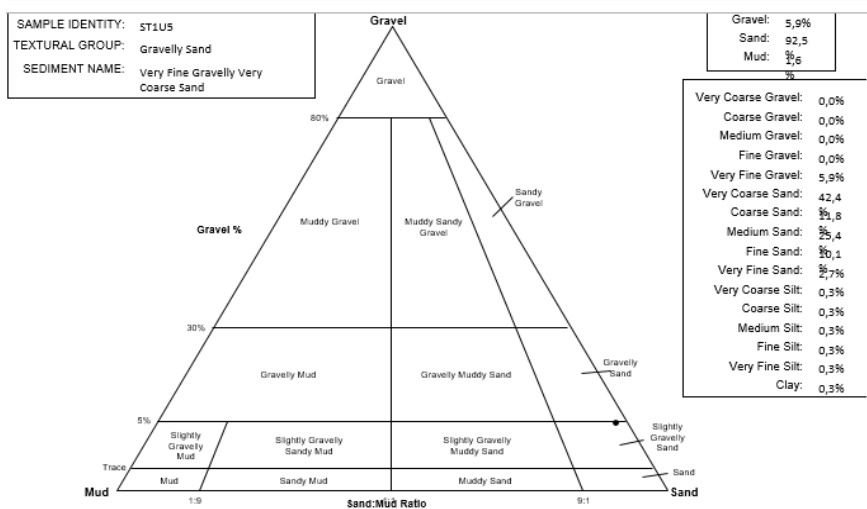 SAMPLE IDENTITY: ST1U5
TEXTURAL GROUP: Gravelly Sand
SEDIMENT NAME: Very Fine Gravelly Very
Coarse Sand
Gravel: 5,9%
Sand: 92,5
%
Mud: 1,6
%
Very Coarse Gravel: 0,0%
Coarse Gravel: 0,0%
Medium Gravel: 0,0%
Fine Gravel: 0,0%
Very Fine Gravel: 5,9%
Very Coarse Sand: 42,4
%
Coarse Sand: 11,8
%
Medium Sand: 25,4
%
Fine Sand: 10,1
%
Very Fine Sand: 2,7%
Very Coarse Silt: 0,3%
Coarse Silt: 0,3%
Medium Silt: 0,3%
Fine Silt: 0,3%
Very Fine Silt: 0,3%
Clay: 0,3%
Gravel
Gravel
80%
Sandy
Gravel
Muddy Gravel
Muddy Sandy
Gravel
Gravel %
30%
Gravelly Mud
Gravelly Muddy Sand
Gravelly
Sand
5%
Slightly
Gravelly
Mud
Slightly Gravelly
Sandy Mud
Slightly Gravelly
Muddy Sand
Slightly
Gravelly
Sand
Trace
Mud
Sandy Mud
Muddy Sand
Sand
Mud
Sand
1:9
Sand:Mud Ratio
9:1